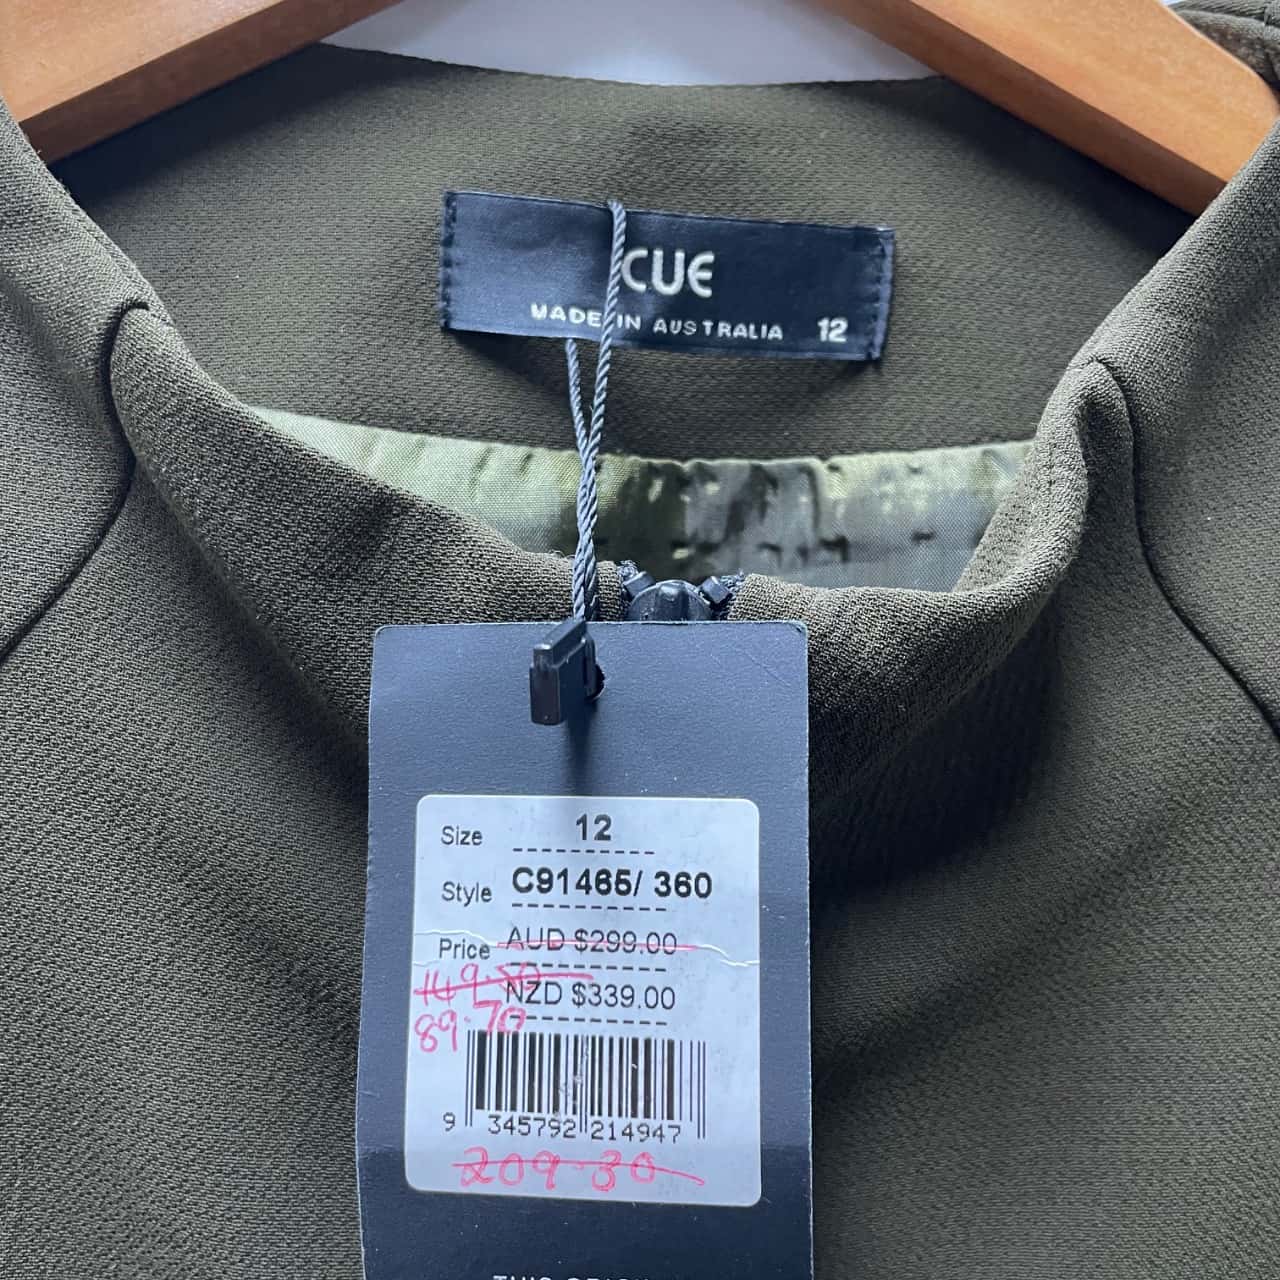 CUE
MADE IN AUSTRALIA 12
Size 12
Style C91465/ 360
Price AUD $299.00
149.50 NZD $339.00
89.70
9 345792 214947
209.30